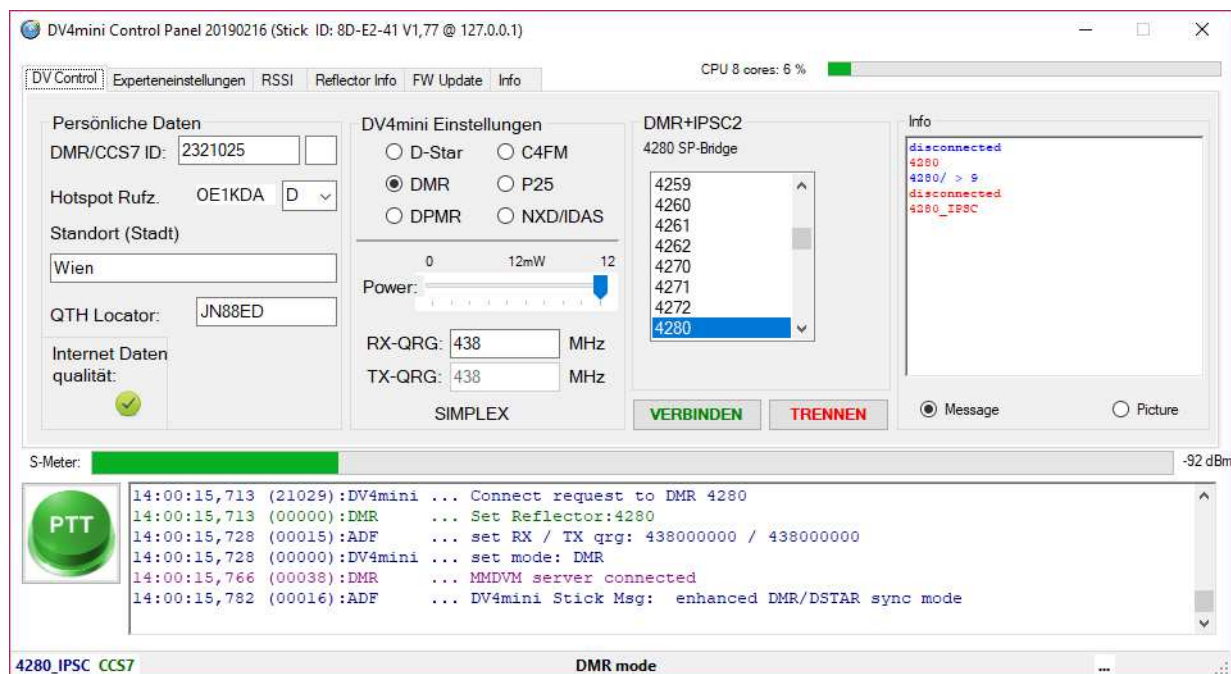 DV4mini Control Panel 20190216 (Stick ID: 8D-E2-41 V1,77 @ 127.0.0.1)
DV Control Experteneinstellungen RSSI Reflector Info FW Update Info
CPU 8 cores: 6 %
Persönliche Daten
DMR/CCS7 ID: 2321025
Hotspot Rufz. OE1KDA D
Standort (Stadt)
Wien
QTH Locator: JN88ED
Internet Daten
qualität:
DV4mini Einstellungen
D-Star C4FM
DMR P25
DPMR NXD/IDAS
0 12mW 12
Power:
RX-QRG: 438 MHz
TX-QRG: 438 MHz
SIMPLEX
DMR+IPSC2
4280 SP-Bridge
4259
4260
4261
4262
4270
4271
4272
4280
VERBINDEN TRENNEN
Info
disconnected
4280
4280/ > 9
disconnected
4280_IPSC
Message Picture
S-Meter: -92 dBm
PTT
14:00:15,713 (21029):DV4mini ... Connect request to DMR 4280
14:00:15,713 (00000):DMR ... Set Reflector:4280
14:00:15,728 (00015):ADF ... set RX / TX qrg: 438000000 / 438000000
14:00:15,728 (00000):DV4mini ... set mode: DMR
14:00:15,766 (00038):DMR ... MMDVM server connected
14:00:15,782 (00016):ADF ... DV4mini Stick Msg: enhanced DMR/DSTAR sync mode
4280_IPSC CCS7 DMR mode ...